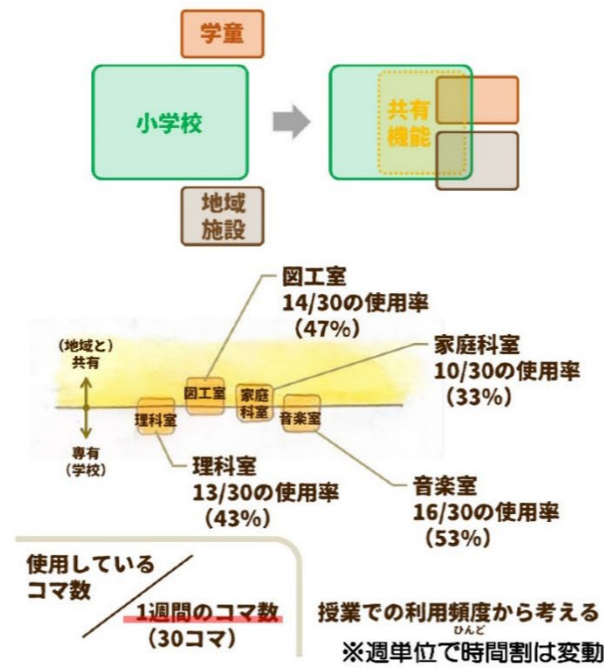 学童
小学校
地域
施設
共有
機能
図工室
14/30の使用率
(47%)
家庭科室
10/30の使用率
(33%)
(地域と)
共有
専有
(学校)
理科室
図工室
家庭
科室
音楽室
理科室
13/30の使用率
(43%)
音楽室
16/30の使用率
(53%)
使用している
コマ数
1週間のコマ数
(30コマ)
授業での利用頻度から考える
ひんど
※週単位で時間割は変動